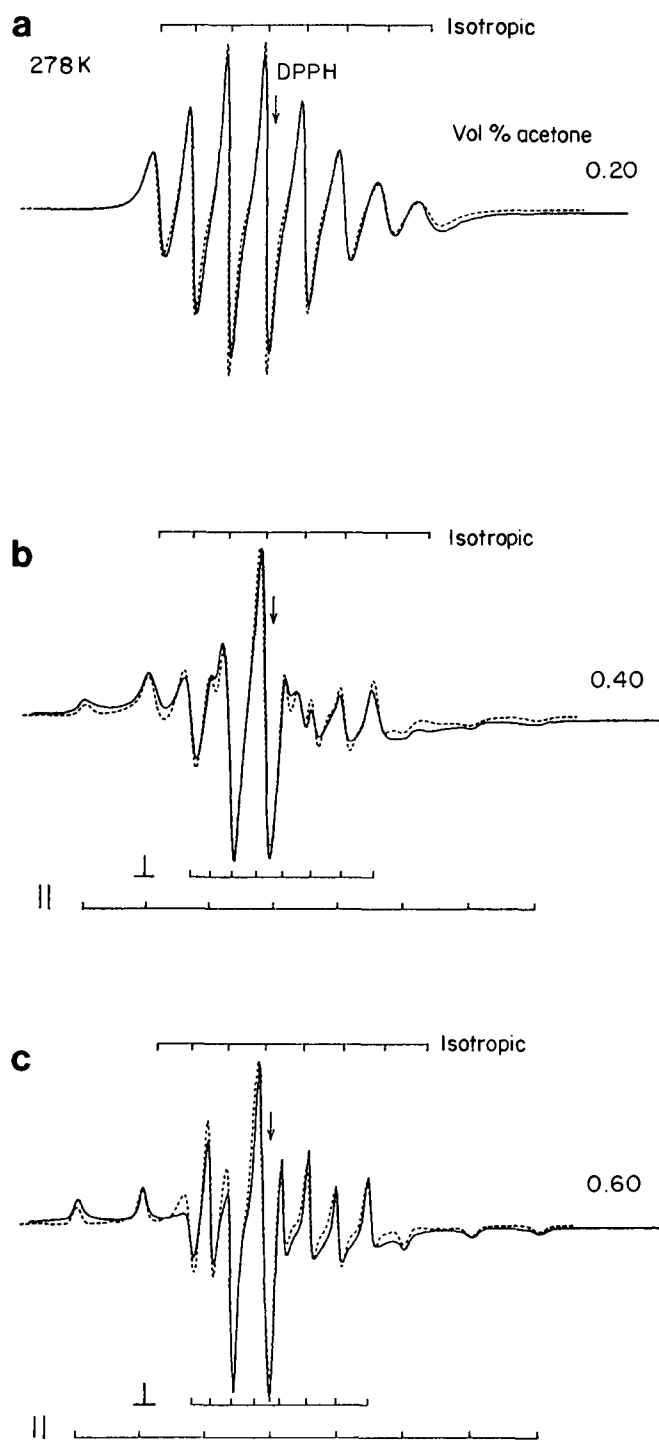 a
Isotropic
278K
DPPH
Vol % acetone
0.20
b
Isotropic
0.40
⊥
||
c
Isotropic
0.60
⊥
||